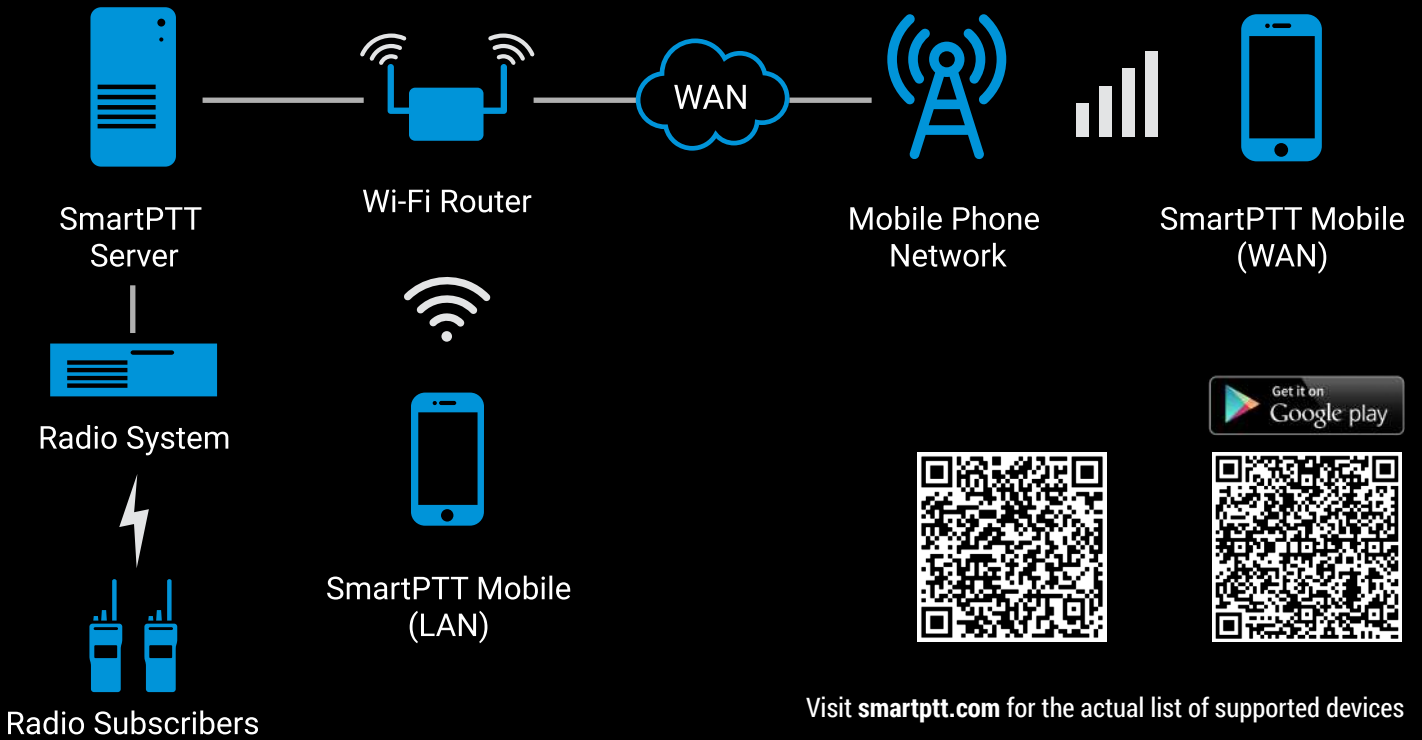 WAN
Wi-Fi Router
SmartPTT
Server
Mobile Phone
Network
SmartPTT Mobile
(WAN)
Radio System
Get it on
Google play
SmartPTT Mobile
(LAN)
Radio Subscribers
Visit smartptt.com for the actual list of supported devices